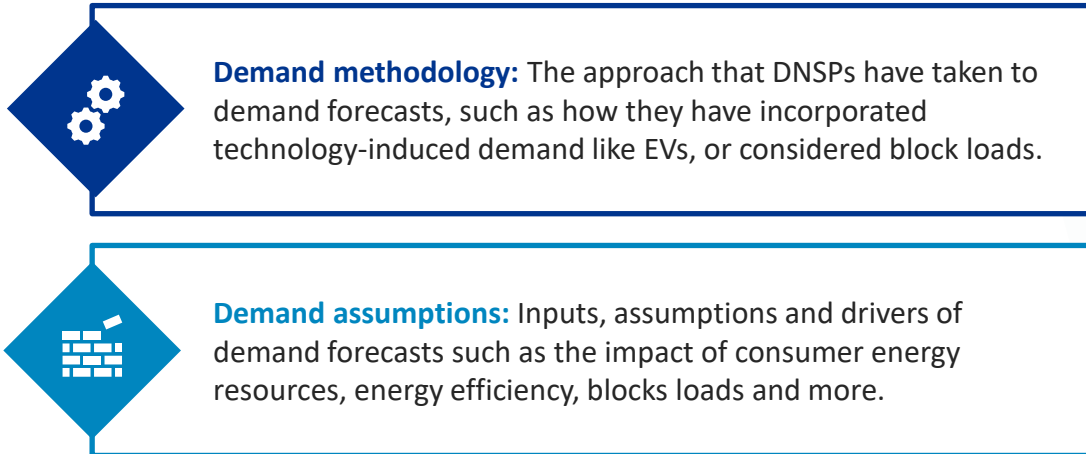 Demand methodology: The approach that DNSPs have taken to
demand forecasts, such as how they have incorporated
technology-induced demand like EVs, or considered block loads.
Demand assumptions: Inputs, assumptions and drivers of
demand forecasts such as the impact of consumer energy
resources, energy efficiency, blocks loads and more.